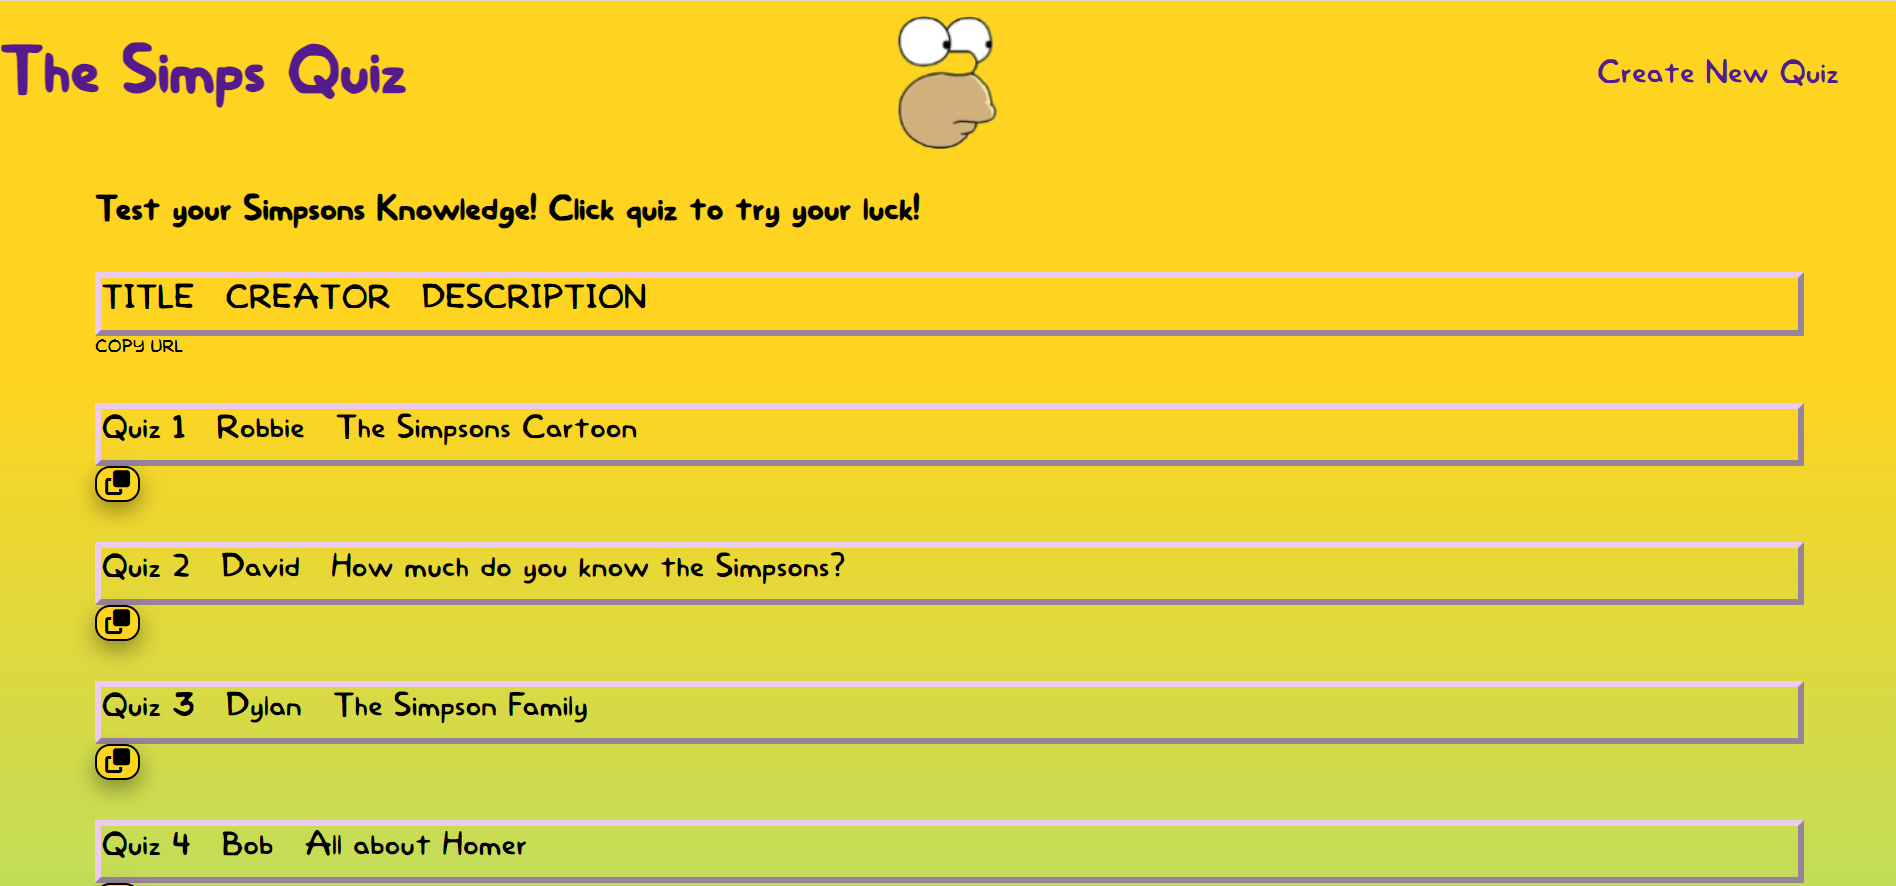 The Simps Quiz
Create New Quiz
Test your Simpsons Knowledge! Click quiz to try your luck!
TITLE CREATOR DESCRIPTION
COPY URL
Quiz 1 Robbie The Simpsons Cartoon
Quiz 2 David How much do you know the Simpsons?
Quiz 3 Dylan The Simpson Family
Quiz 4 Bob All about Homer